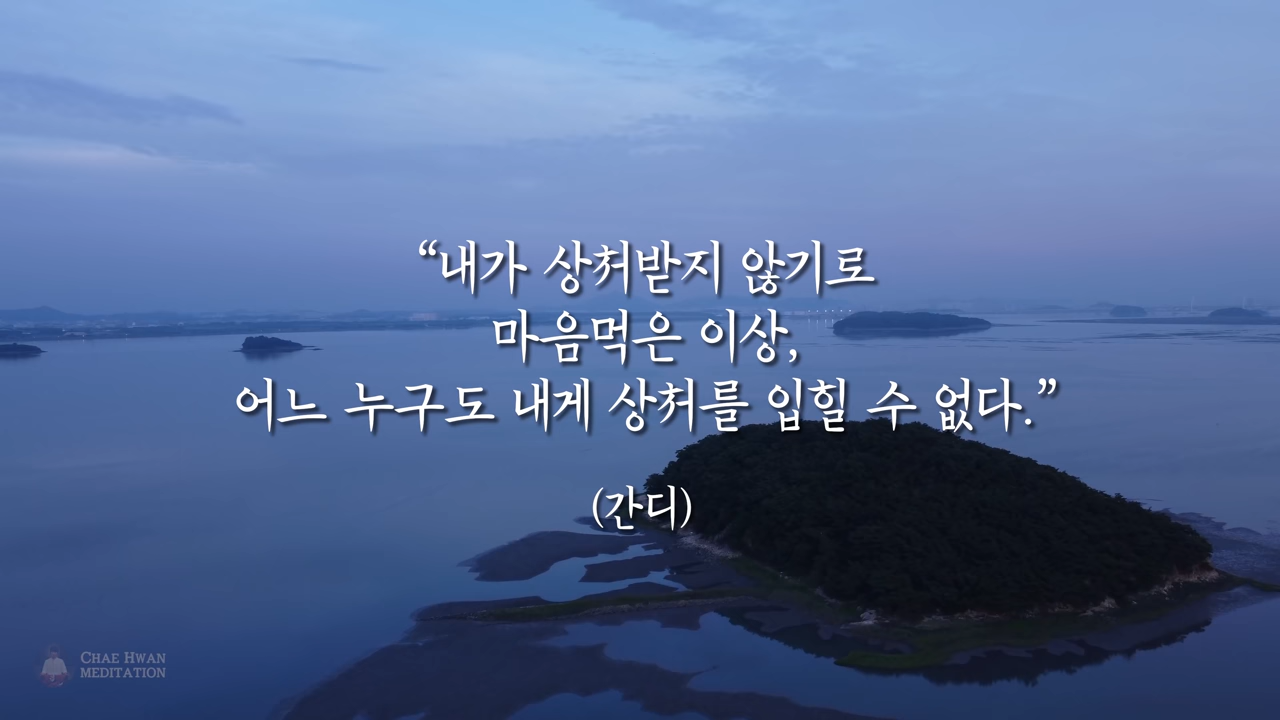 “내가 상처받지 않기로
마음먹은 이상,
어느 누구도 내게 상처를 입힐 수 없다.”
(간디)
CHAE HWAN
MEDITATION